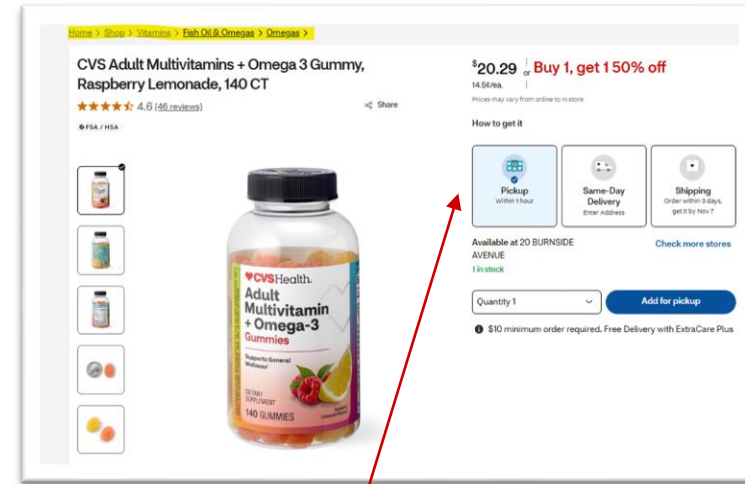 Home > Shop > Vitamins > Fish Oil & Omegas > Omegas >
CVS Adult Multivitamins + Omega 3 Gummy,
Raspberry Lemonade, 140 CT
4.6 (46 reviews)
Share
FSA / HSA
CVSHealth.
Adult
Multivitamin
+ Omega-3
Gummies
Supports General
Wellness
DIETARY
SUPPLEMENT
140 GUMMIES
$20.29 or Buy 1, get 1 50% off
14.5¢/ea.
Prices may vary from online to in store
How to get it
Pickup
Within 1 hour
Same-Day
Delivery
Enter Address
Shipping
Order within 3 days,
get it by Nov 7
Available at 20 BURNSIDE
AVENUE
Check more stores
1 in stock
Quantity 1
Add for pickup
$10 minimum order required. Free Delivery with ExtraCare Plus